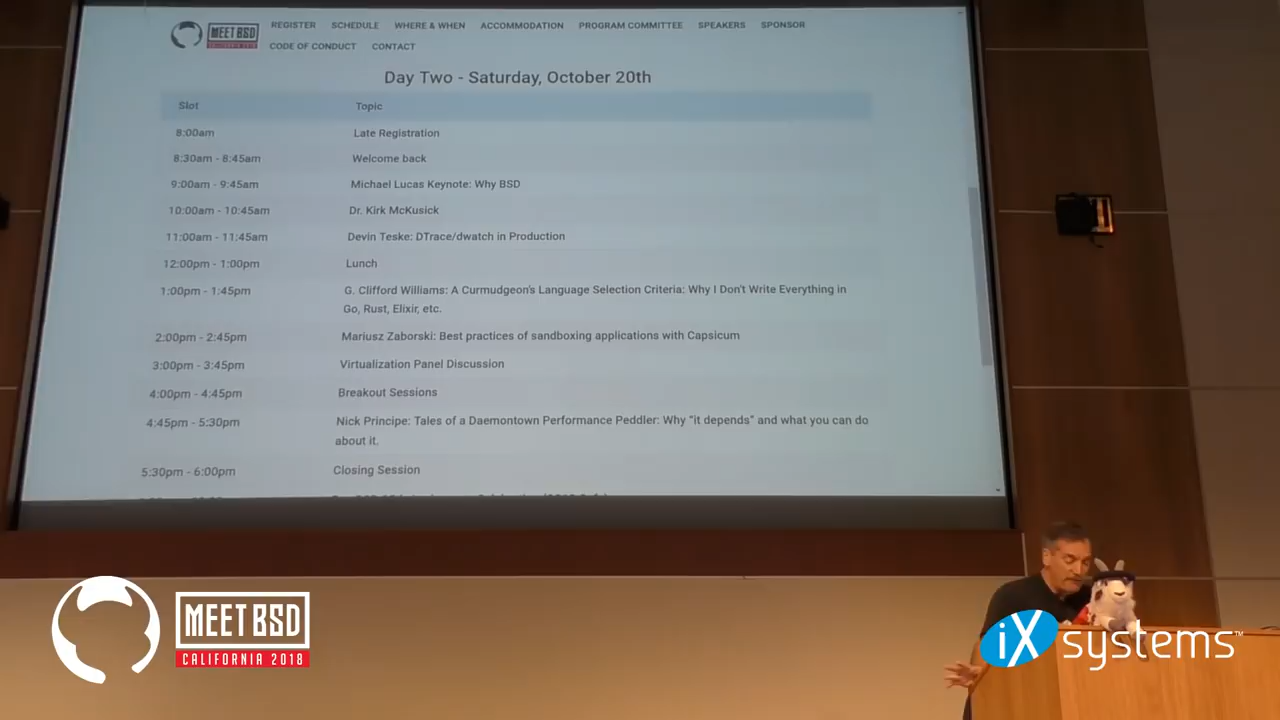 MEET BSD
CALIFORNIA 2018
REGISTER SCHEDULE WHERE & WHEN ACCOMMODATION PROGRAM COMMITTEE SPEAKERS SPONSOR
CODE OF CONDUCT CONTACT
Day Two - Saturday, October 20th
Slot Topic
8:00am Late Registration
8:30am - 8:45am Welcome back
9:00am - 9:45am Michael Lucas Keynote: Why BSD
10:00am - 10:45am Dr. Kirk McKusick
11:00am - 11:45am Devin Teske: DTrace/dwatch in Production
12:00pm - 1:00pm Lunch
1:00pm - 1:45pm G. Clifford Williams: A Curmudgeon's Language Selection Criteria: Why I Don't Write Everything in
Go, Rust, Elixir, etc.
2:00pm - 2:45pm Mariusz Zaborski: Best practices of sandboxing applications with Capsicum
3:00pm - 3:45pm Virtualization Panel Discussion
4:00pm - 4:45pm Breakout Sessions
4:45pm - 5:30pm Nick Principe: Tales of a Daemontown Performance Peddler: Why "it depends" and what you can do
about it.
5:30pm - 6:00pm Closing Session
MEET BSD
CALIFORNIA 2018
iX systems™